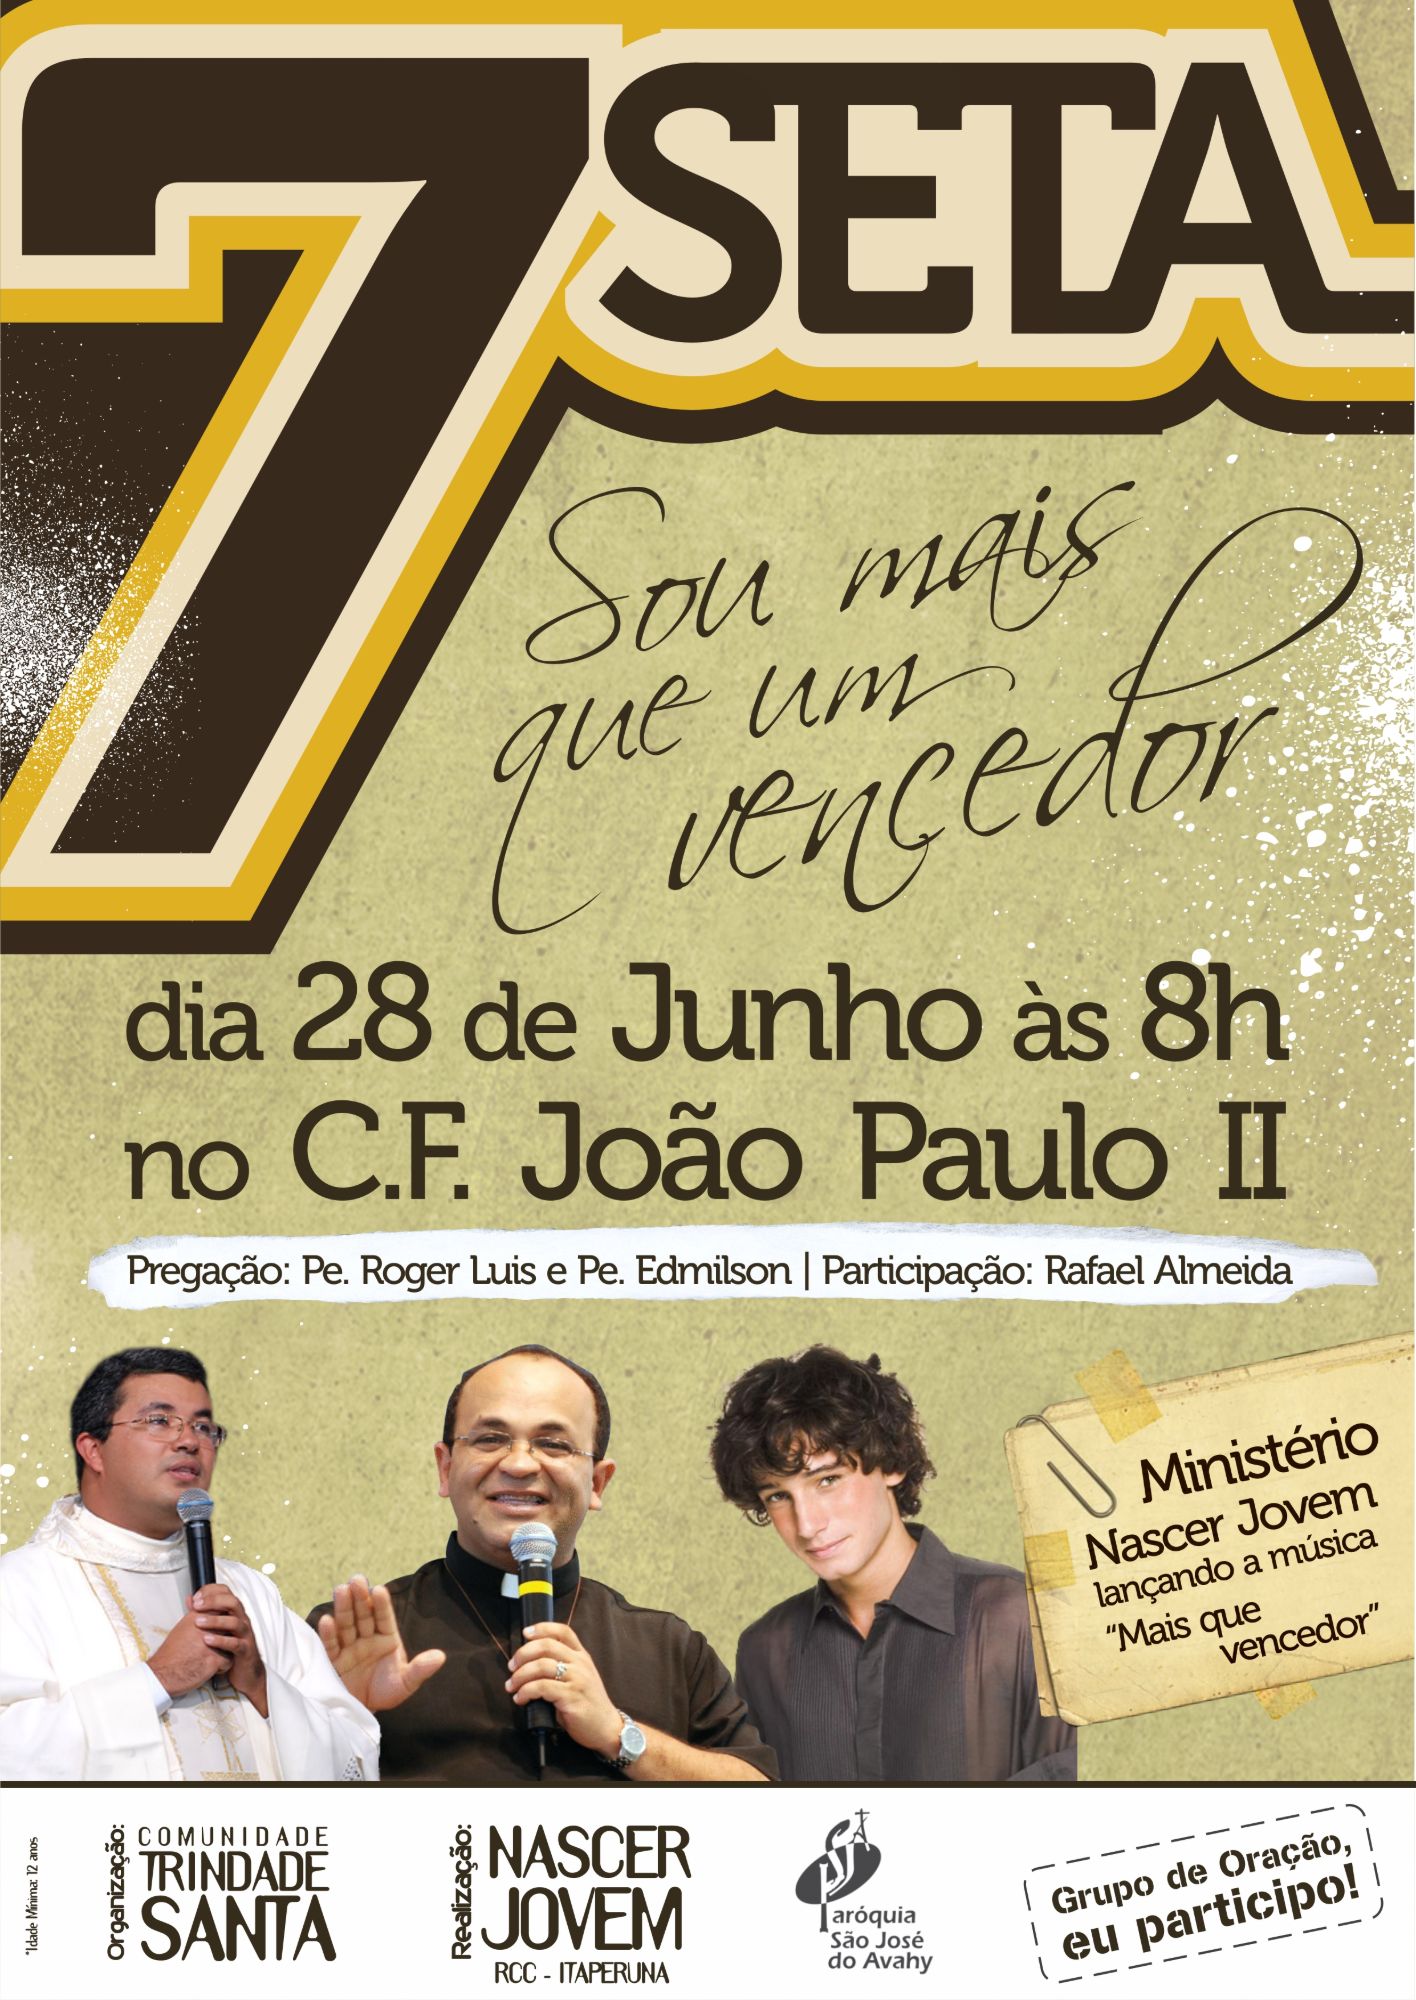 7 SETA
Sou mais
que um
vencedor
dia 28 de Junho às 8h
no C.F. João Paulo II
Pregação: Pe. Roger Luis e Pe. Edmilson | Participação: Rafael Almeida
Ministério
Nascer Jovem
lançando a música
“Mais que
vencedor”
*Idade Mínima: 12 anos
Organização:
COMUNIDADE
TRINDADE
SANTA
Realização:
NASCER
JOVEM
RCC - ITAPERUNA
Paróquia
São José
do Avahy
Grupo de Oração,
eu participo!